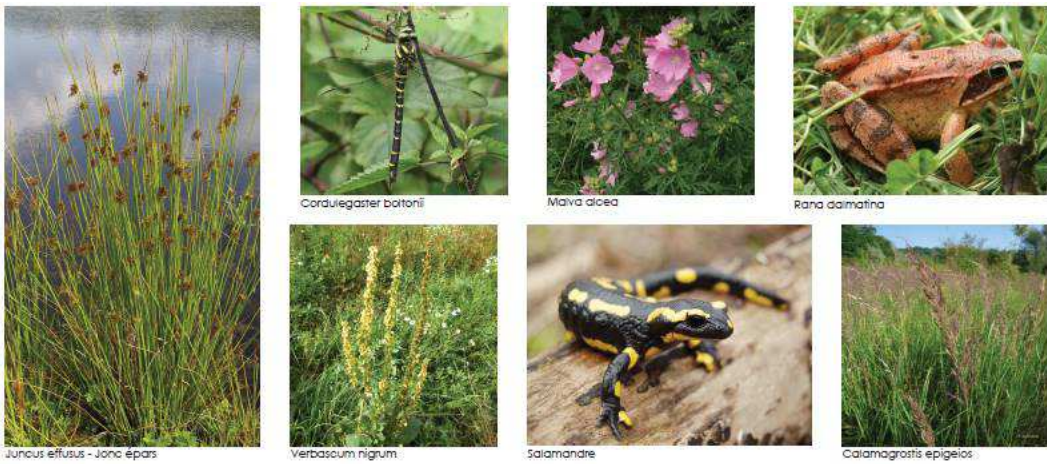 Cordulegaster boltonii
Malva alcea
Rana dalmatina
Juncus effusus - Jonc épars
Verbascum nigrum
Salamandre
Calamagrostis epigeios